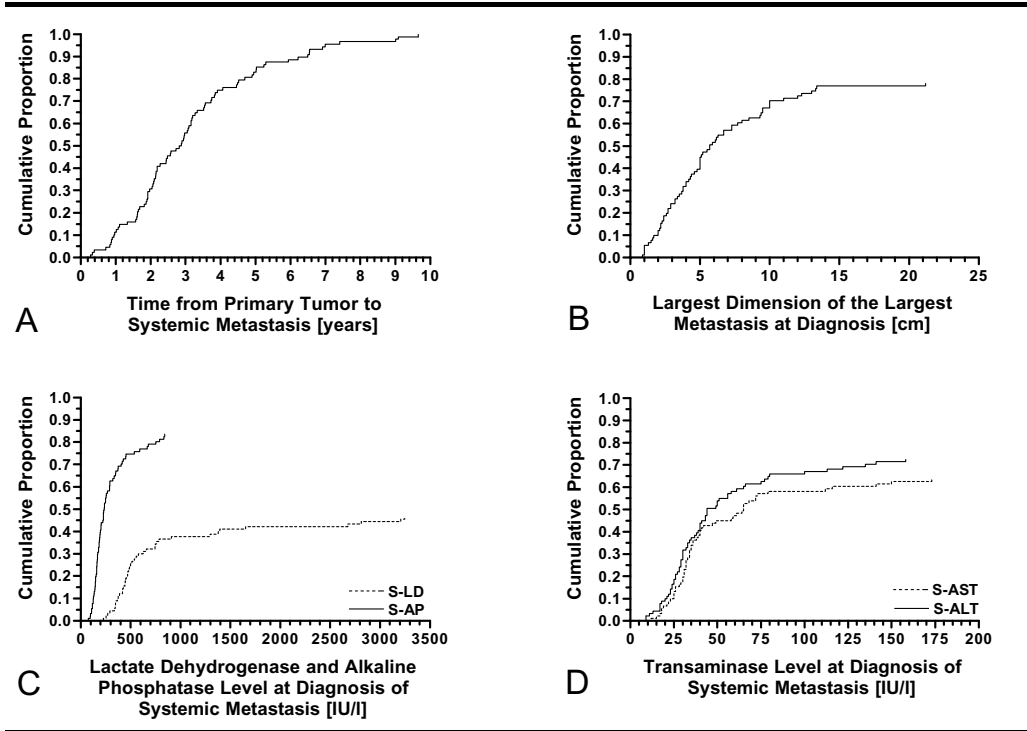 Cumulative Proportion
1.0
0.9
0.8
0.7
0.6
0.5
0.4
0.3
0.2
0.1
0.0
0 1 2 3 4 5 6 7 8 9 10
A
Time from Primary Tumor to
Systemic Metastasis [years]
Cumulative Proportion
1.0
0.9
0.8
0.7
0.6
0.5
0.4
0.3
0.2
0.1
0.0
0 5 10 15 20 25
B
Largest Dimension of the Largest
Metastasis at Diagnosis [cm]
Cumulative Proportion
1.0
0.9
0.8
0.7
0.6
0.5
0.4
0.3
0.2
0.1
0.0
S-LD
S-AP
0 500 1000 1500 2000 2500 3000 3500
C
Lactate Dehydrogenase and Alkaline
Phosphatase Level at Diagnosis of
Systemic Metastasis [IU/l]
Cumulative Proportion
1.0
0.9
0.8
0.7
0.6
0.5
0.4
0.3
0.2
0.1
0.0
S-AST
S-ALT
0 25 50 75 100 125 150 175 200
D
Transaminase Level at Diagnosis of
Systemic Metastasis [IU/l]